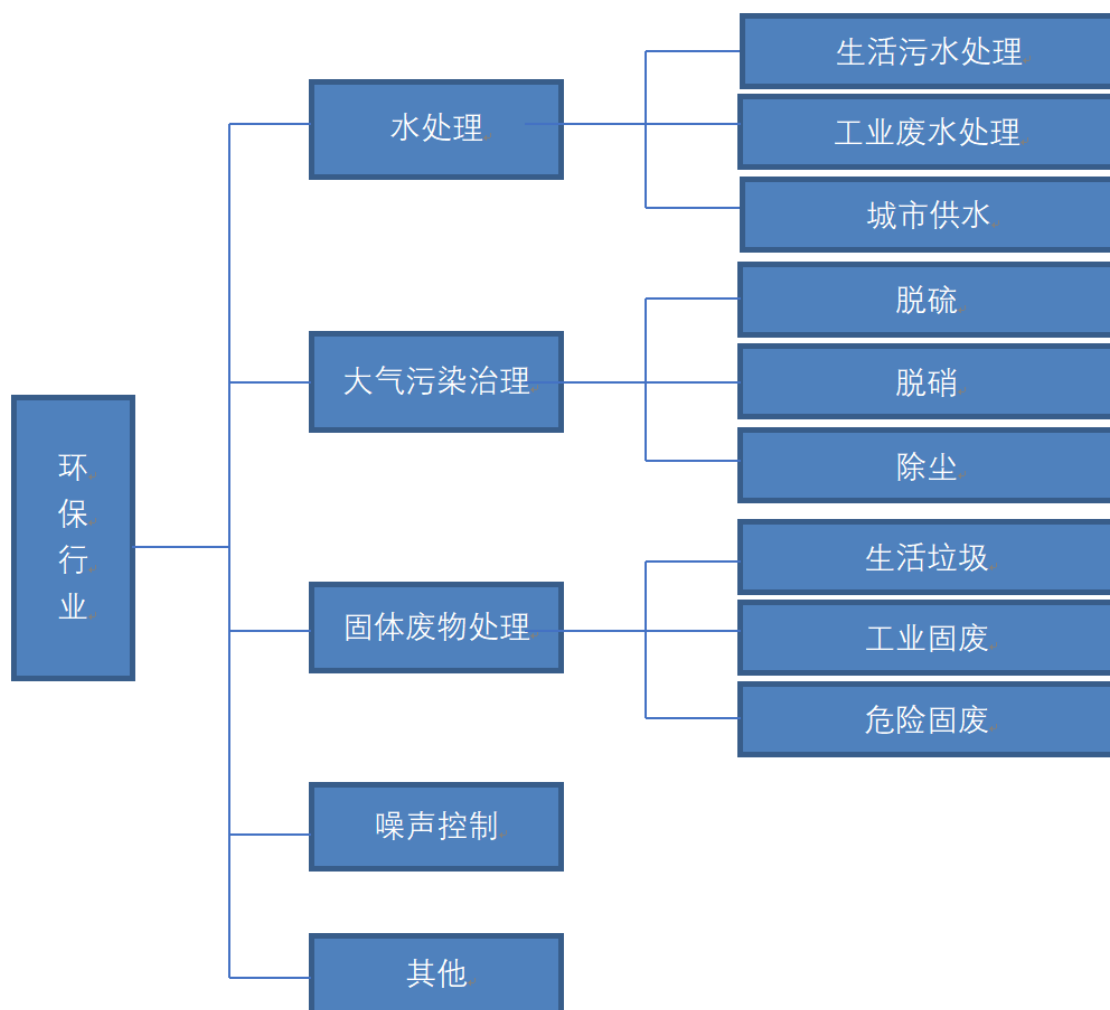 环
保
行
业
水处理
生活污水处理
工业废水处理
城市供水
大气污染治理
脱硫
脱硝
除尘
固体废物处理
生活垃圾
工业固废
危险固废
噪声控制
其他